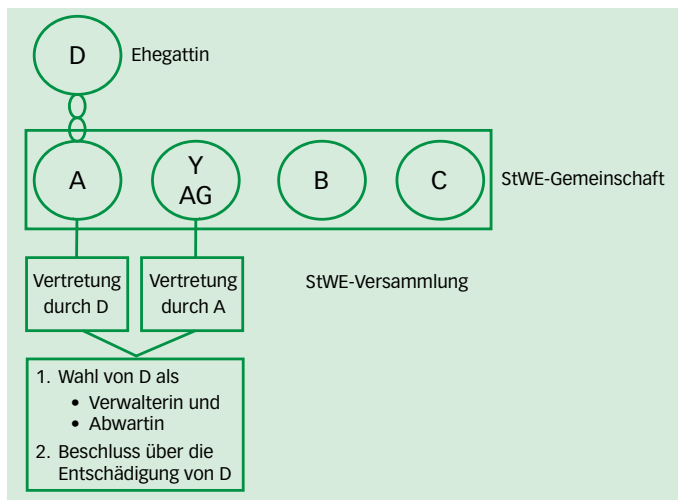 D
Ehegattin
A
Y
AG
B
C
StWE-Gemeinschaft
Vertretung
durch D
Vertretung
durch A
StWE-Versammlung
1. Wahl von D als
• Verwalterin und
• Abwartin
2. Beschluss über die
Entschädigung von D